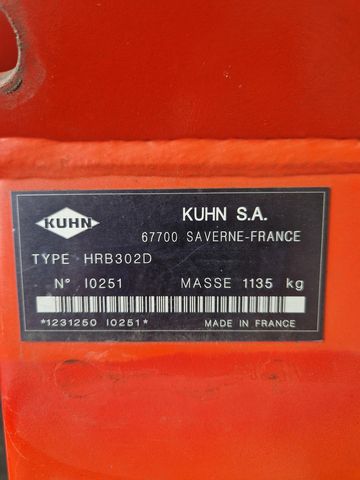 KUHN
KUHN S.A.
67700 SAVERNE-FRANCE
TYPE HRB302D
N° I0251 MASSE 1135 kg
*1231250 I0251*
MADE IN FRANCE